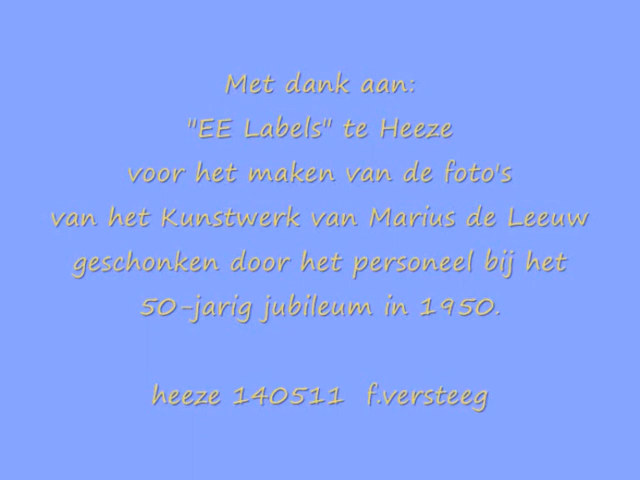 Met dank aan:
"EE Labels" te Heeze
voor het maken van de foto's
van het Kunstwerk van Marius de Leeuw
geschonken door het personeel bij het
50-jarig jubileum in 1950.
heeze 140511 f.versteeg